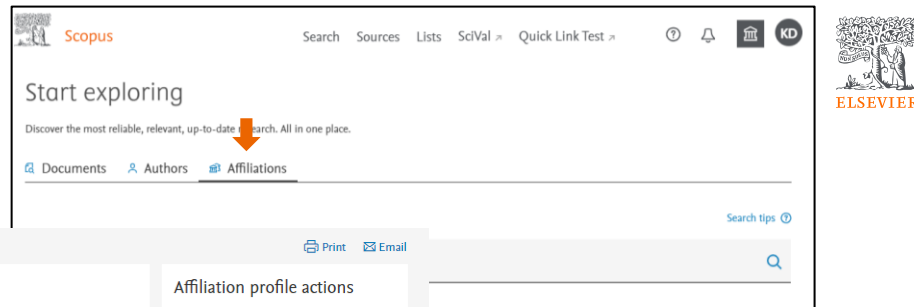 Scopus
Search Sources Lists SciVal ↗ Quick Link Test ↗
KD
ELSEVIER
Start exploring
Discover the most reliable, relevant, up-to-date research. All in one place.
Documents Authors Affiliations
Search tips
Print Email
Affiliation profile actions